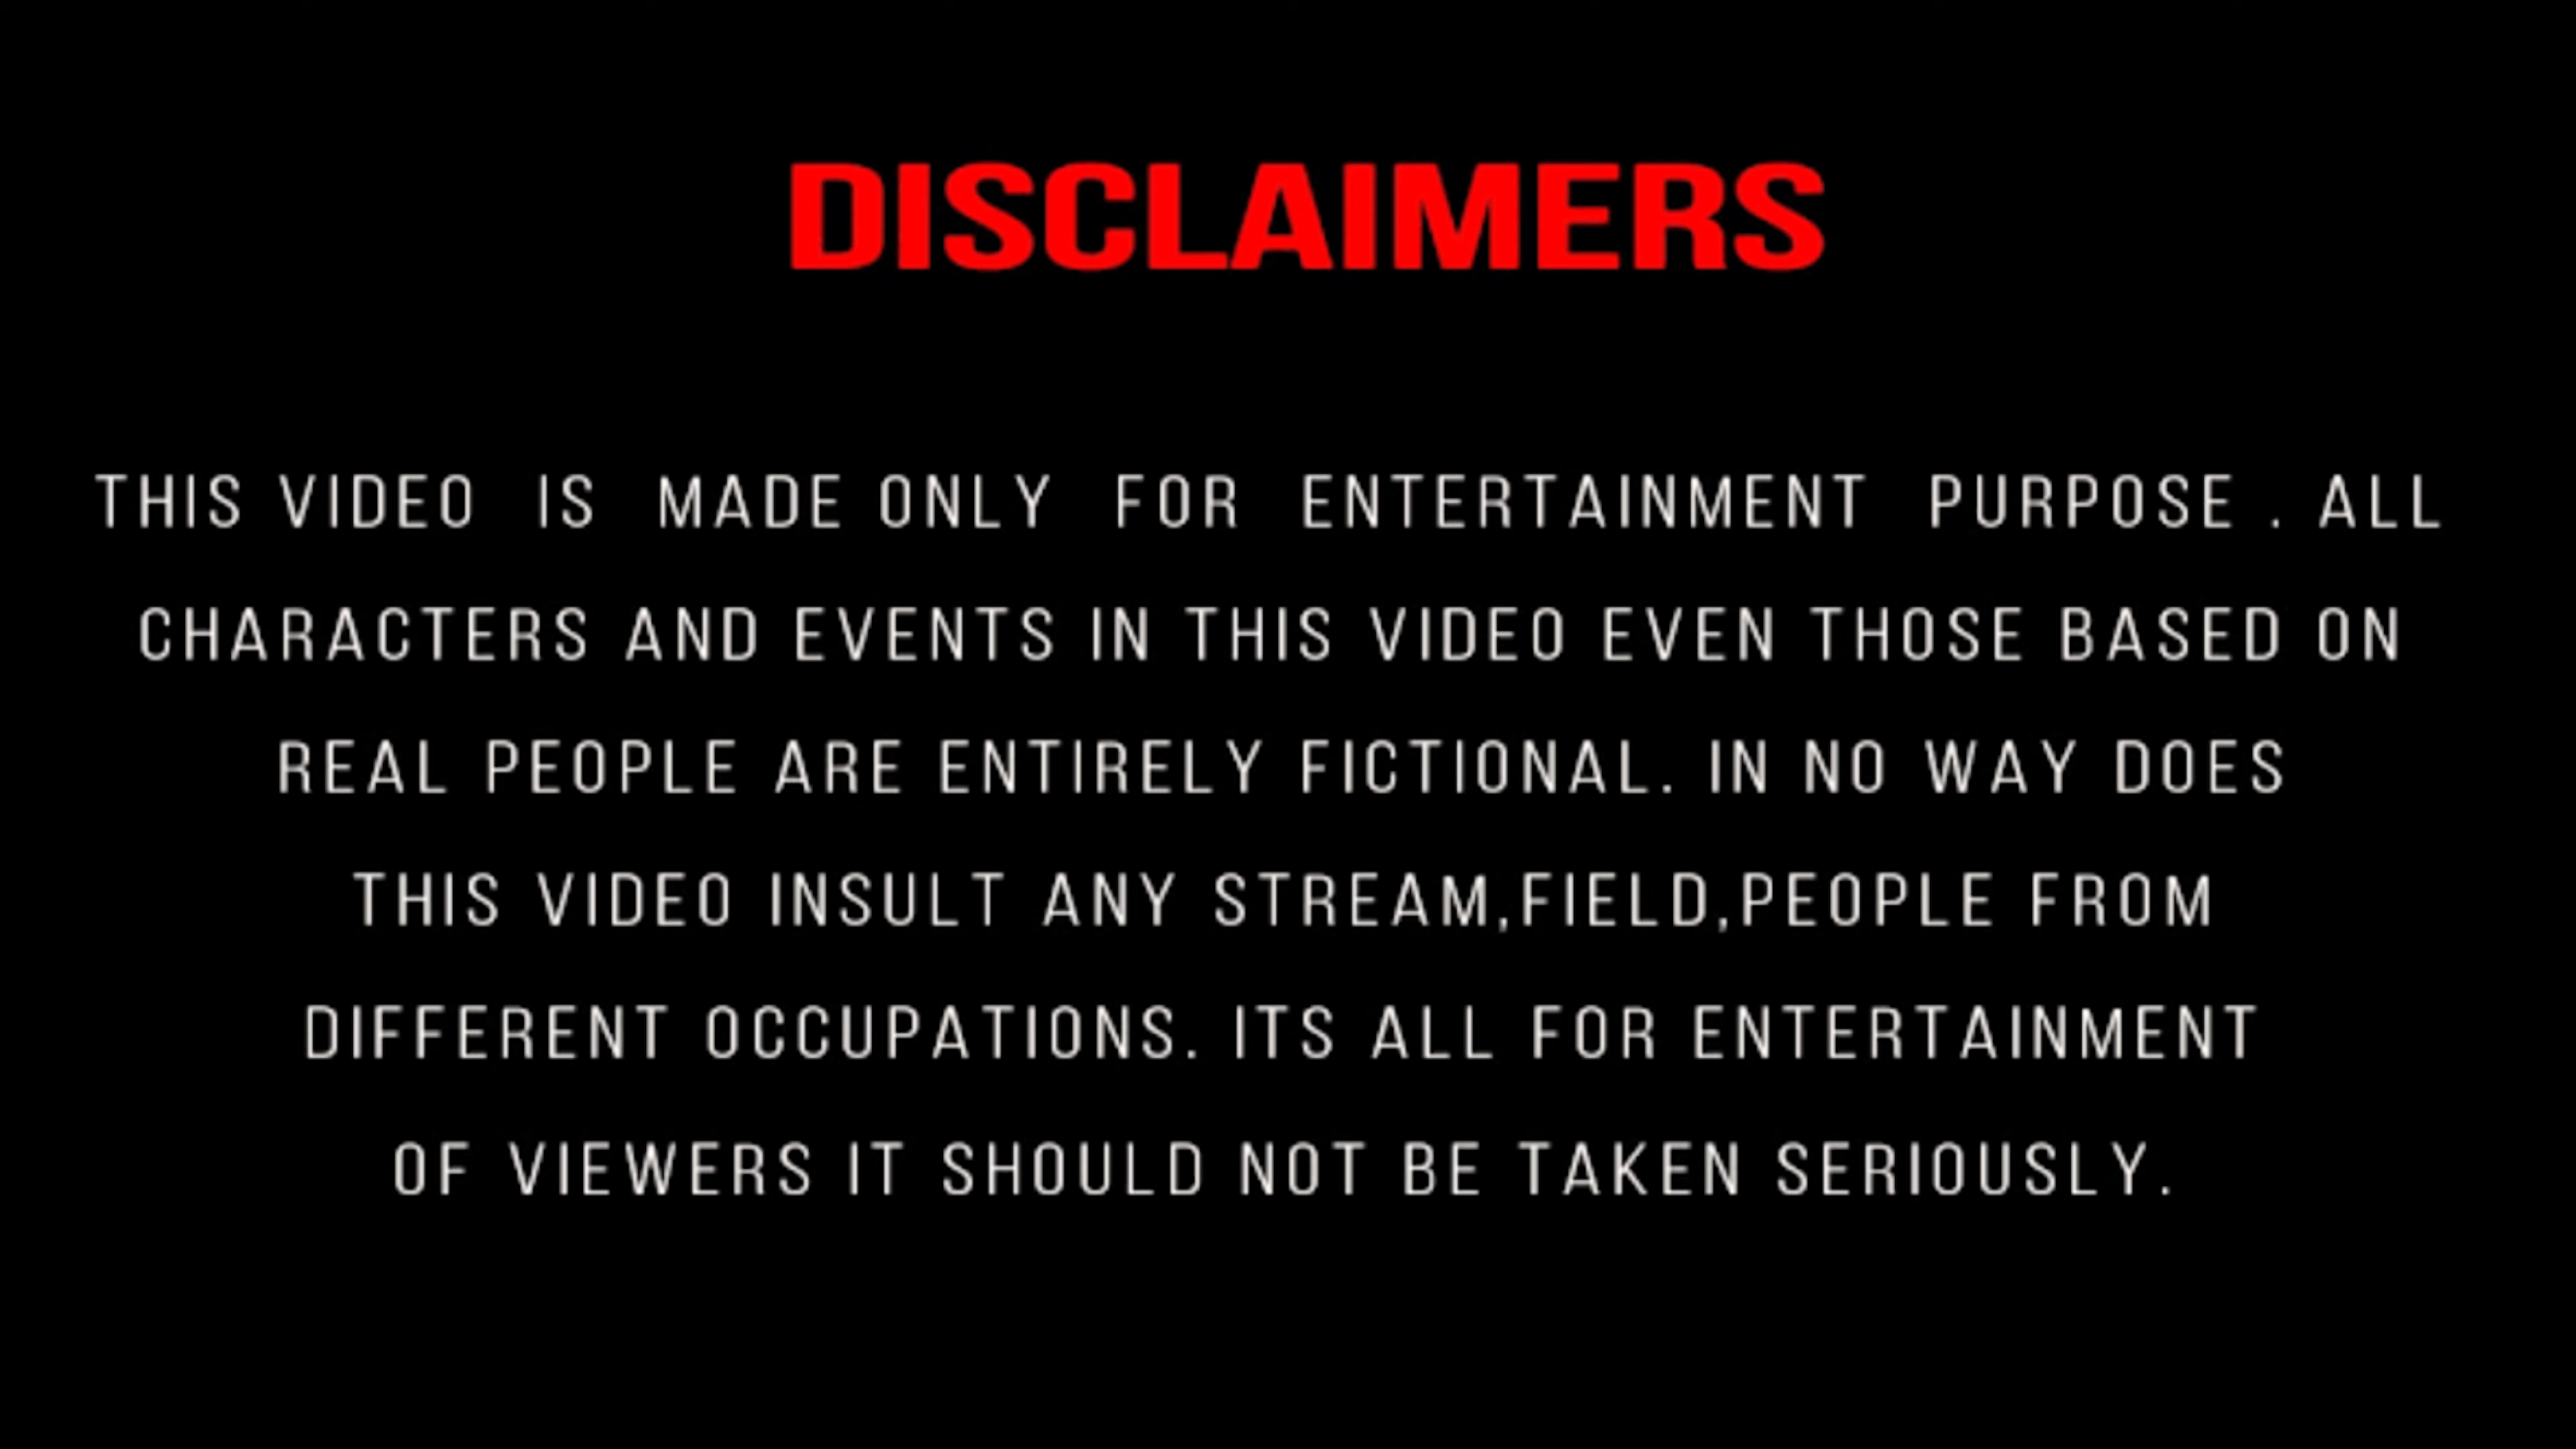 DISCLAIMERS
THIS VIDEO IS MADE ONLY FOR ENTERTAINMENT PURPOSE . ALL
CHARACTERS AND EVENTS IN THIS VIDEO EVEN THOSE BASED ON
REAL PEOPLE ARE ENTIRELY FICTIONAL. IN NO WAY DOES
THIS VIDEO INSULT ANY STREAM,FIELD,PEOPLE FROM
DIFFERENT OCCUPATIONS. ITS ALL FOR ENTERTAINMENT
OF VIEWERS IT SHOULD NOT BE TAKEN SERIOUSLY.